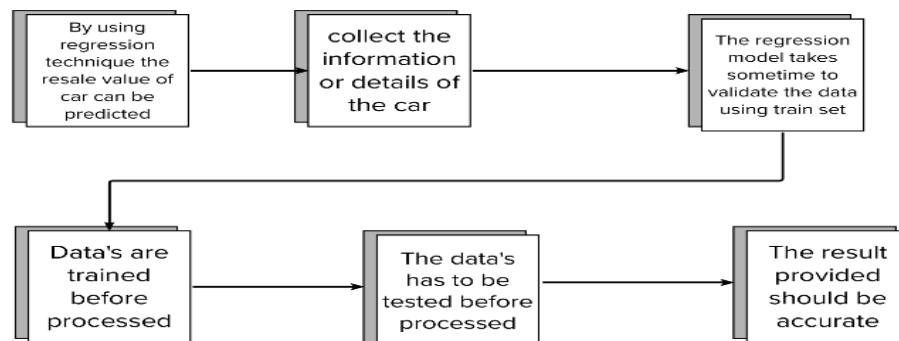 By using
regression
technique the
resale value of
car can be
predicted
collect the
information
or details of
the car
The regression
model takes
sometime to
validate the data
using train set
Data's are
trained
before
processed
The data's
has to be
tested before
processed
The result
provided
should be
accurate